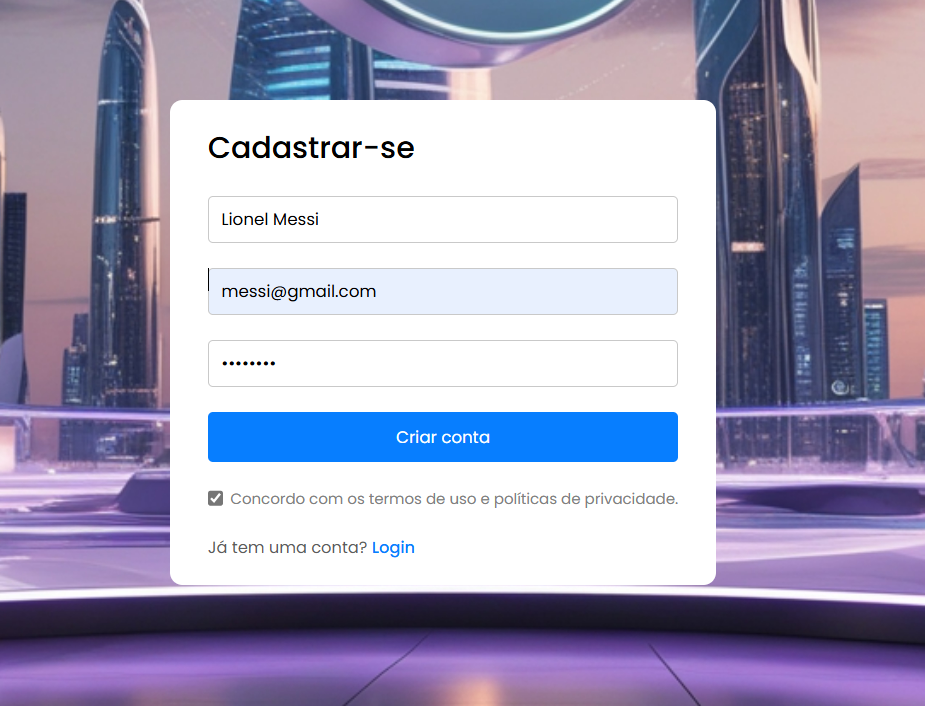 Cadastrar-se
Lionel Messi
messi@gmail.com
••••••••
Criar conta
Concordo com os termos de uso e políticas de privacidade.
Já tem uma conta? Login